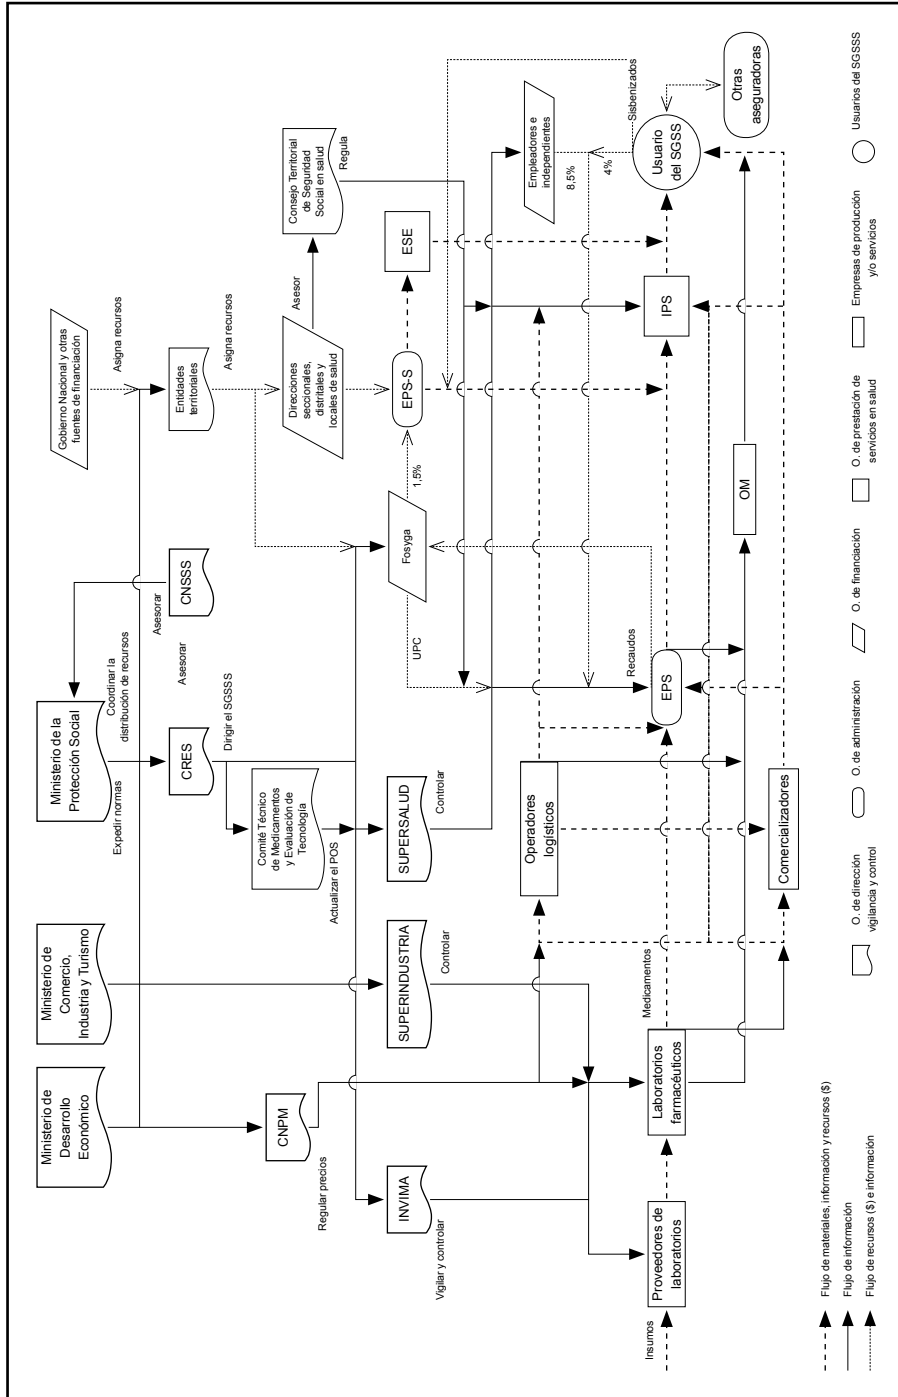 Ministerio de
Desarrollo
Económico
Ministerio de
Comercio,
Industria y Turismo
Ministerio de la
Protección Social
Gobierno Nacional y otras
fuentes de financiación
Expedir normas
Coordinar la
distribución de recursos
Asesorar
Asigna recursos
CRES
CNSSS
Entidades
territoriales
Asesorar
Dirigir el SGSSS
Asigna recursos
CNPM
Comité Técnico
de Medicamentos
y Evaluación de
Tecnología
Direcciones
seccionales,
distritales y
locales de salud
Asesor
Consejo Territorial
de Seguridad
Social en salud
Regular precios
Actualizar el POS
Regula
INVIMA
SUPERINDUSTRIA
SUPERSALUD
Fosyga
EPS-S
ESE
UPC
1,5%
Vigilar y controlar
Controlar
Controlar
Operadores
logísticos
Empleadores e
independientes
8,5%
4%
Sisbenizados
Insumos
Medicamentos
Recaudos
Proveedores de
laboratorios
Laboratorios
farmacéuticos
EPS
IPS
Usuario
del SGSS
Otras
aseguradoras
OM
Comercializadores
Flujo de materiales, información y recursos ($)
Flujo de información
Flujo de recursos ($) e información
O. de dirección
vigilancia y control
O. de administración
O. de financiación
O. de prestación de
servicios en salud
Empresas de producción
y/o servicios
Usuarios del SGSSS